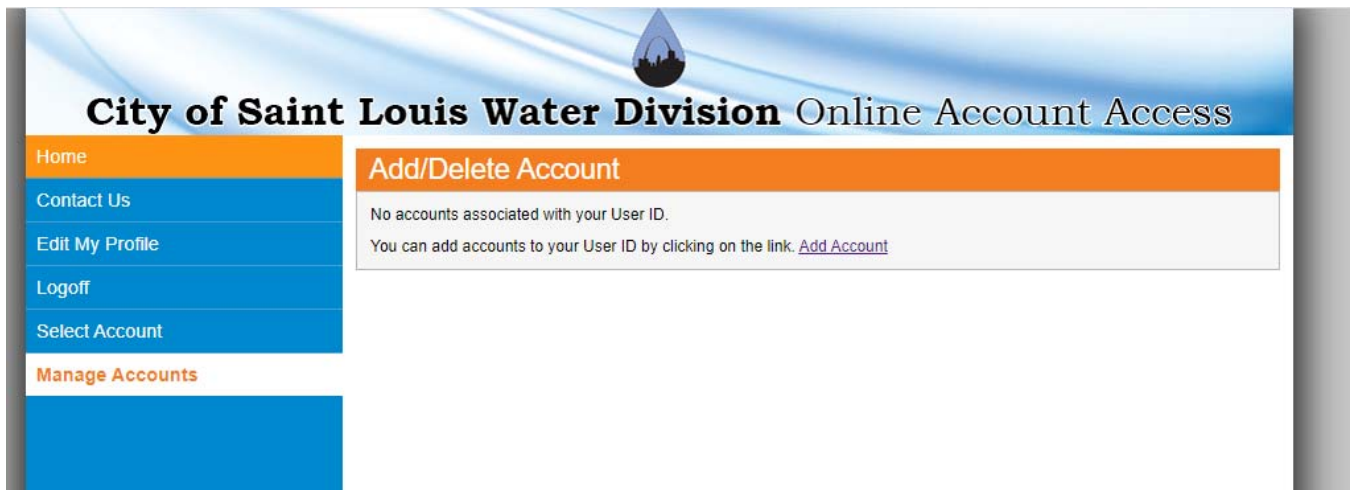 City of Saint Louis Water Division Online Account Access
Home
Contact Us
Edit My Profile
Logoff
Select Account
Manage Accounts
Add/Delete Account
No accounts associated with your User ID.
You can add accounts to your User ID by clicking on the link. Add Account